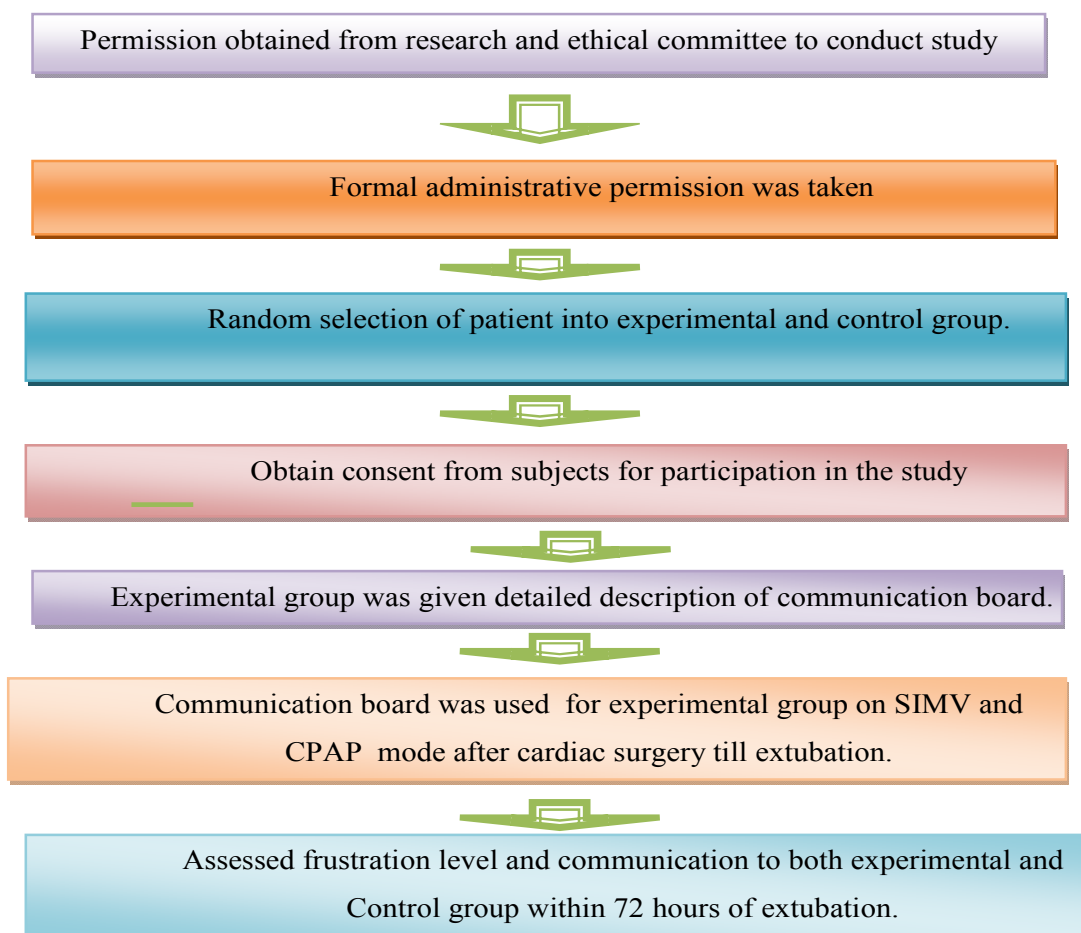 Permission obtained from research and ethical committee to conduct study
Formal administrative permission was taken
Random selection of patient into experimental and control group.
Obtain consent from subjects for participation in the study
Experimental group was given detailed description of communication board.
Communication board was used for experimental group on SIMV and
CPAP mode after cardiac surgery till extubation.
Assessed frustration level and communication to both experimental and
Control group within 72 hours of extubation.